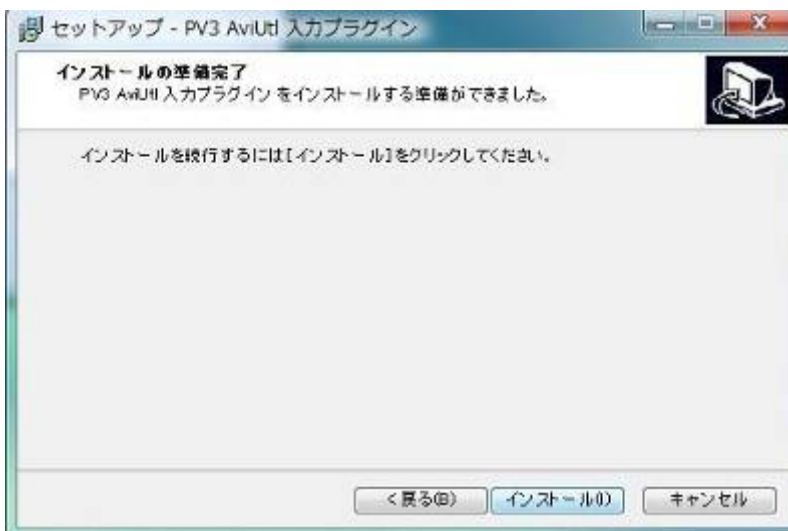 セットアップ - PV3 AviUtl 入力プラグイン
インストールの準備完了
PV3 AviUtl 入力プラグイン をインストールする準備ができました。
インストールを続行するには[インストール]をクリックしてください。
< 戻る(B)
インストール(I)
キャンセル